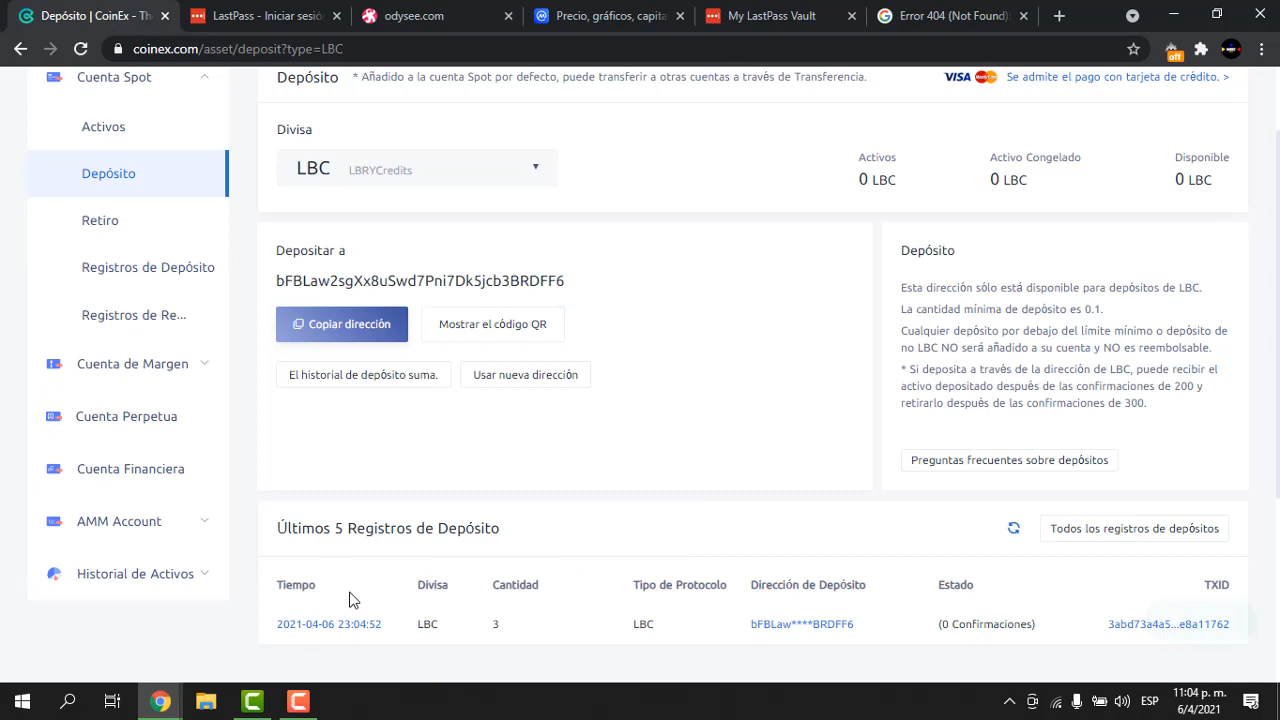 Depósito | CoinEx - The
LastPass - Iniciar sesió
odysee.com
Precio, gráficos, capita
My LastPass Vault
Error 404 (Not Found)
coinex.com/asset/deposit?type=LBC
off
Cuenta Spot
Activos
Depósito
Retiro
Registros de Depósito
Registros de Re...
Cuenta de Margen
Cuenta Perpetua
Cuenta Financiera
AMM Account
Historial de Activos
Depósito * Añadido a la cuenta Spot por defecto, puede transferir a otras cuentas a través de Transferencia.
VISA Se admite el pago con tarjeta de crédito. >
Divisa
LBC LBRYCredits
Activos
0 LBC
Activo Congelado
0 LBC
Disponible
0 LBC
Depositar a
bFBLaw2sgXx8uSwd7Pni7Dk5jcb3BRDFF6
Copiar dirección
Mostrar el código QR
El historial de depósito suma.
Usar nueva dirección
Depósito
Esta dirección sólo está disponible para depósitos de LBC.
La cantidad mínima de depósito es 0.1.
Cualquier depósito por debajo del límite mínimo o depósito de
no LBC NO será añadido a su cuenta y NO es reembolsable.
* Si deposita a través de la dirección de LBC, puede recibir el
activo depositado después de las confirmaciones de 200 y
retirarlo después de las confirmaciones de 300.
Preguntas frecuentes sobre depósitos
Últimos 5 Registros de Depósito
Todos los registros de depósitos
Tiempo Divisa Cantidad Tipo de Protocolo Dirección de Depósito Estado TXID
2021-04-06 23:04:52 LBC 3 LBC bFBLaw****BRDFF6 (0 Confirmaciones) 3abd73a4a5...e8a11762
ESP
11:04 p. m.
6/4/2021